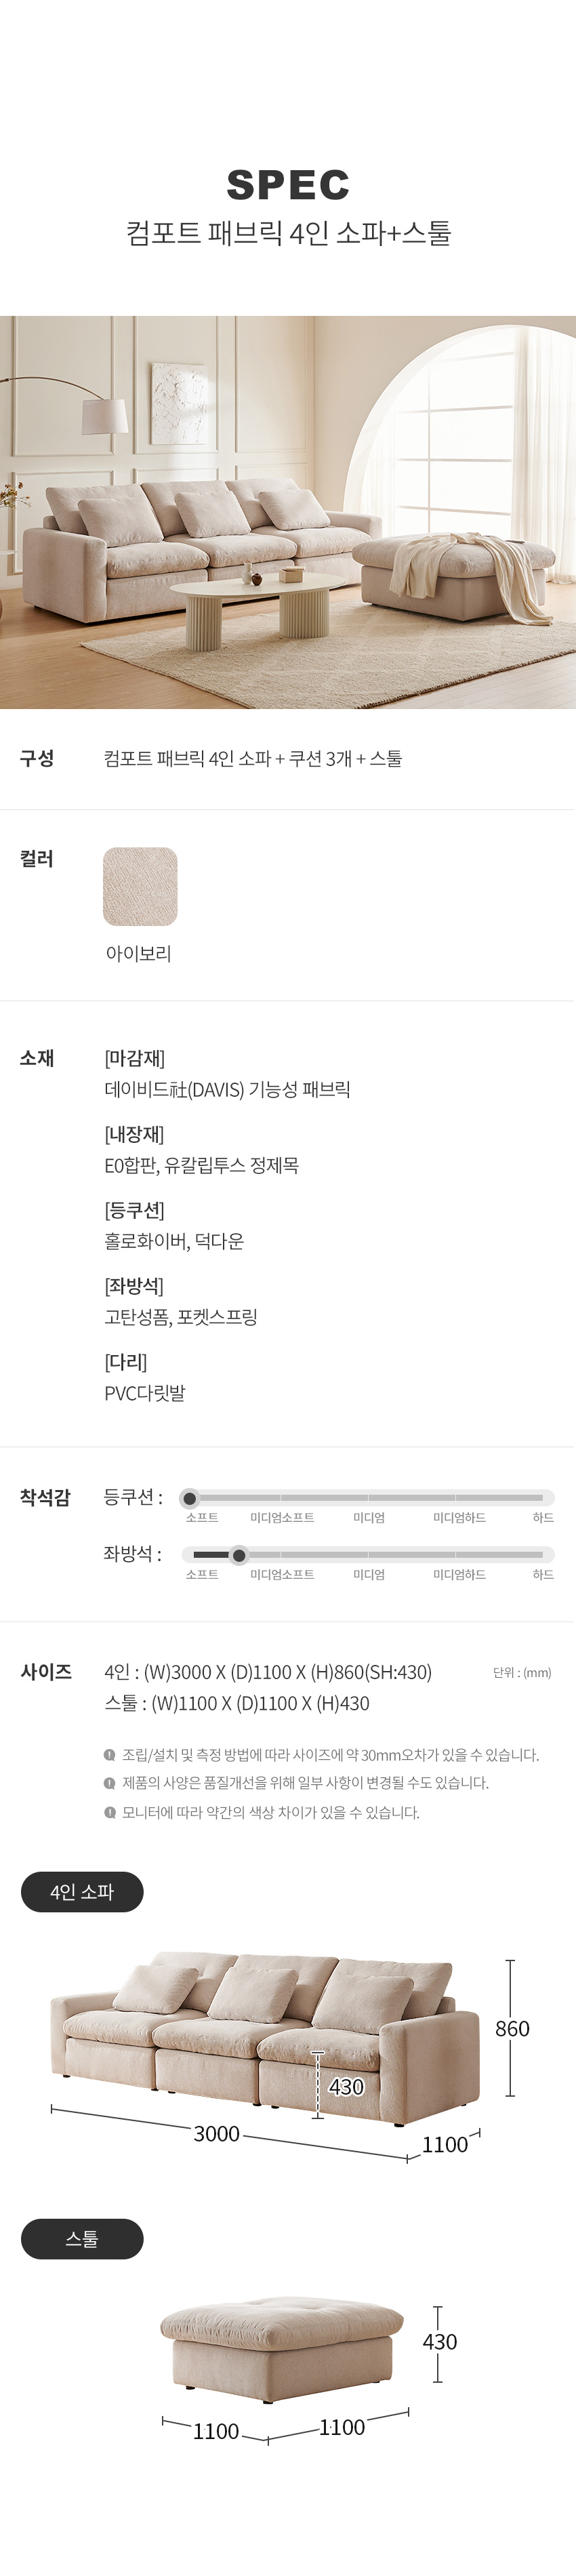 SPEC
컴포트 패브릭 4인 소파+스툴
구성 컴포트 패브릭 4인 소파 + 쿠션 3개 + 스툴
컬러
아이보리
소재 [마감재]
데이비드社(DAVIS) 기능성 패브릭
[내장재]
E0합판, 유칼립투스 정제목
[등쿠션]
홀로화이버, 덕다운
[좌방석]
고탄성폼, 포켓스프링
[다리]
PVC다릿발
착석감 등쿠션 :
소프트 미디엄소프트 미디엄 미디엄하드 하드
좌방석 :
소프트 미디엄소프트 미디엄 미디엄하드 하드
사이즈 4인 : (W)3000 X (D)1100 X (H)860(SH:430) 단위 : (mm)
스툴 : (W)1100 X (D)1100 X (H)430
조립/설치 및 측정 방법에 따라 사이즈에 약 30mm오차가 있을 수 있습니다.
제품의 사양은 품질개선을 위해 일부 사항이 변경될 수도 있습니다.
모니터에 따라 약간의 색상 차이가 있을 수 있습니다.
4인 소파
860
430
3000
1100
스툴
430
1100
1100